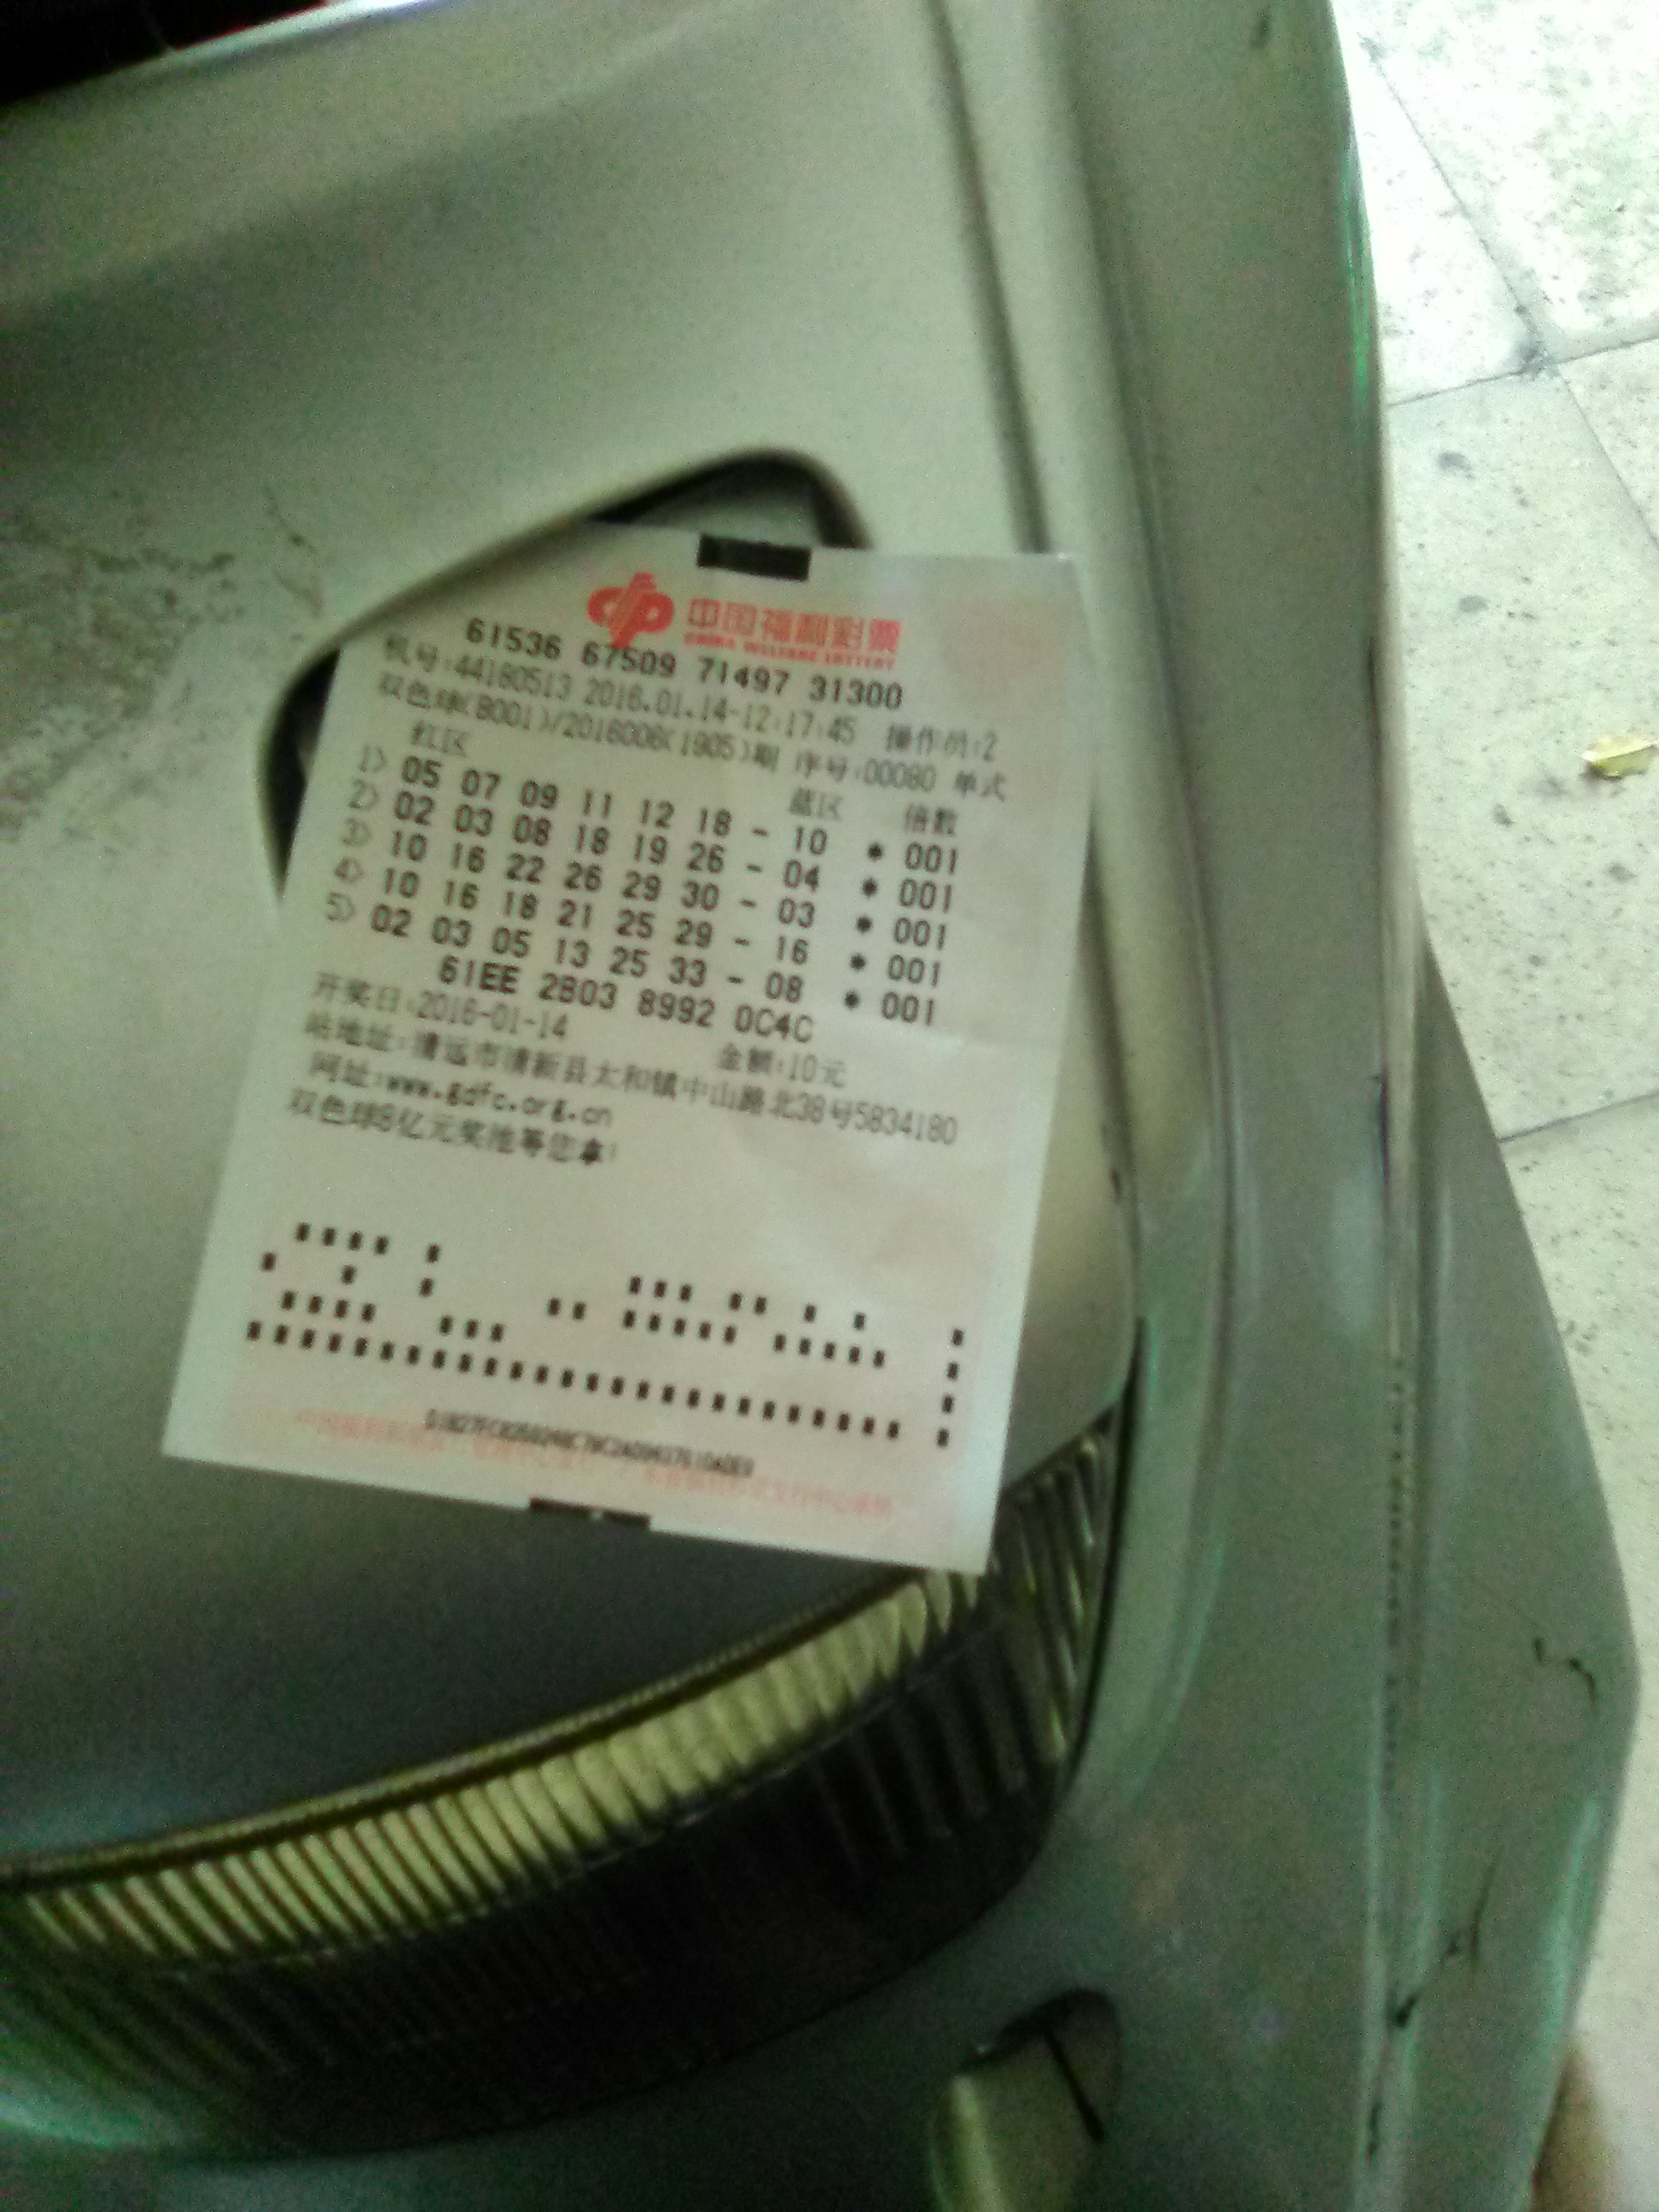 中国福利彩票
CHINA WELFARE LOTTERY
61536 67509 71497 31300
机号:44180513 2016.01.14-12:17:45 操作员:2
双色球(B001)/2016006(1905)期 序号:00080 单式
红区 蓝区 倍数
1> 05 07 09 11 12 18 - 10 * 001
2> 02 03 08 18 19 26 - 04 * 001
3> 10 16 22 26 29 30 - 03 * 001
4> 10 16 18 21 25 29 - 16 * 001
5> 02 03 05 13 25 33 - 08 * 001
61EE 2B03 8992 0C4C
开奖日:2016-01-14 金额:10元
站地址:清远市清新县太和镇中山路北38号5834180
网址:www.gdfc.org.cn
双色球8亿元奖池等您拿!